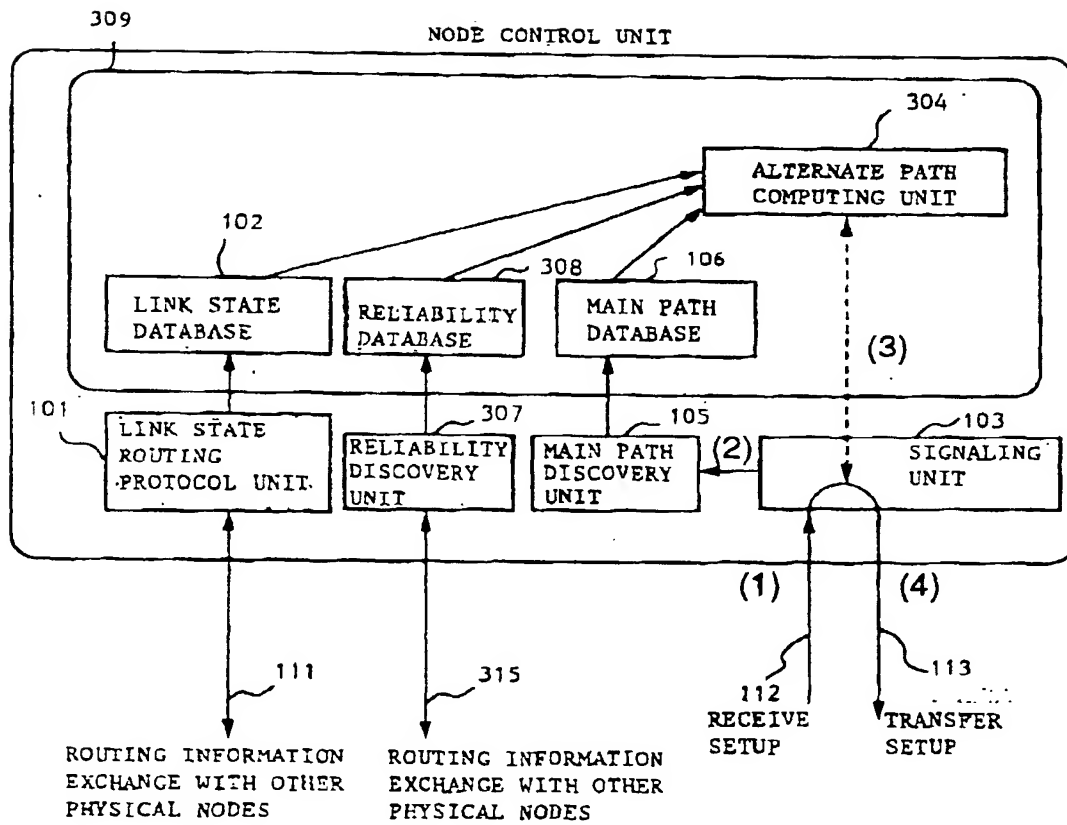 309
NODE CONTROL UNIT
304
ALTERNATE PATH
COMPUTING UNIT
102
308
106
LINK STATE
DATABASE
RELIABILITY
DATABASE
MAIN PATH
DATABASE
(3)
101
LINK STATE
ROUTING
PROTOCOL UNIT
307
RELIABILITY
DISCOVERY
UNIT
105
MAIN PATH
DISCOVERY
UNIT
(2)
103
SIGNALING
UNIT
(1)
(4)
111
315
112
113
RECEIVE
SETUP
TRANSFER
SETUP
ROUTING INFORMATION
EXCHANGE WITH OTHER
PHYSICAL NODES
ROUTING INFORMATION
EXCHANGE WITH OTHER
PHYSICAL NODES